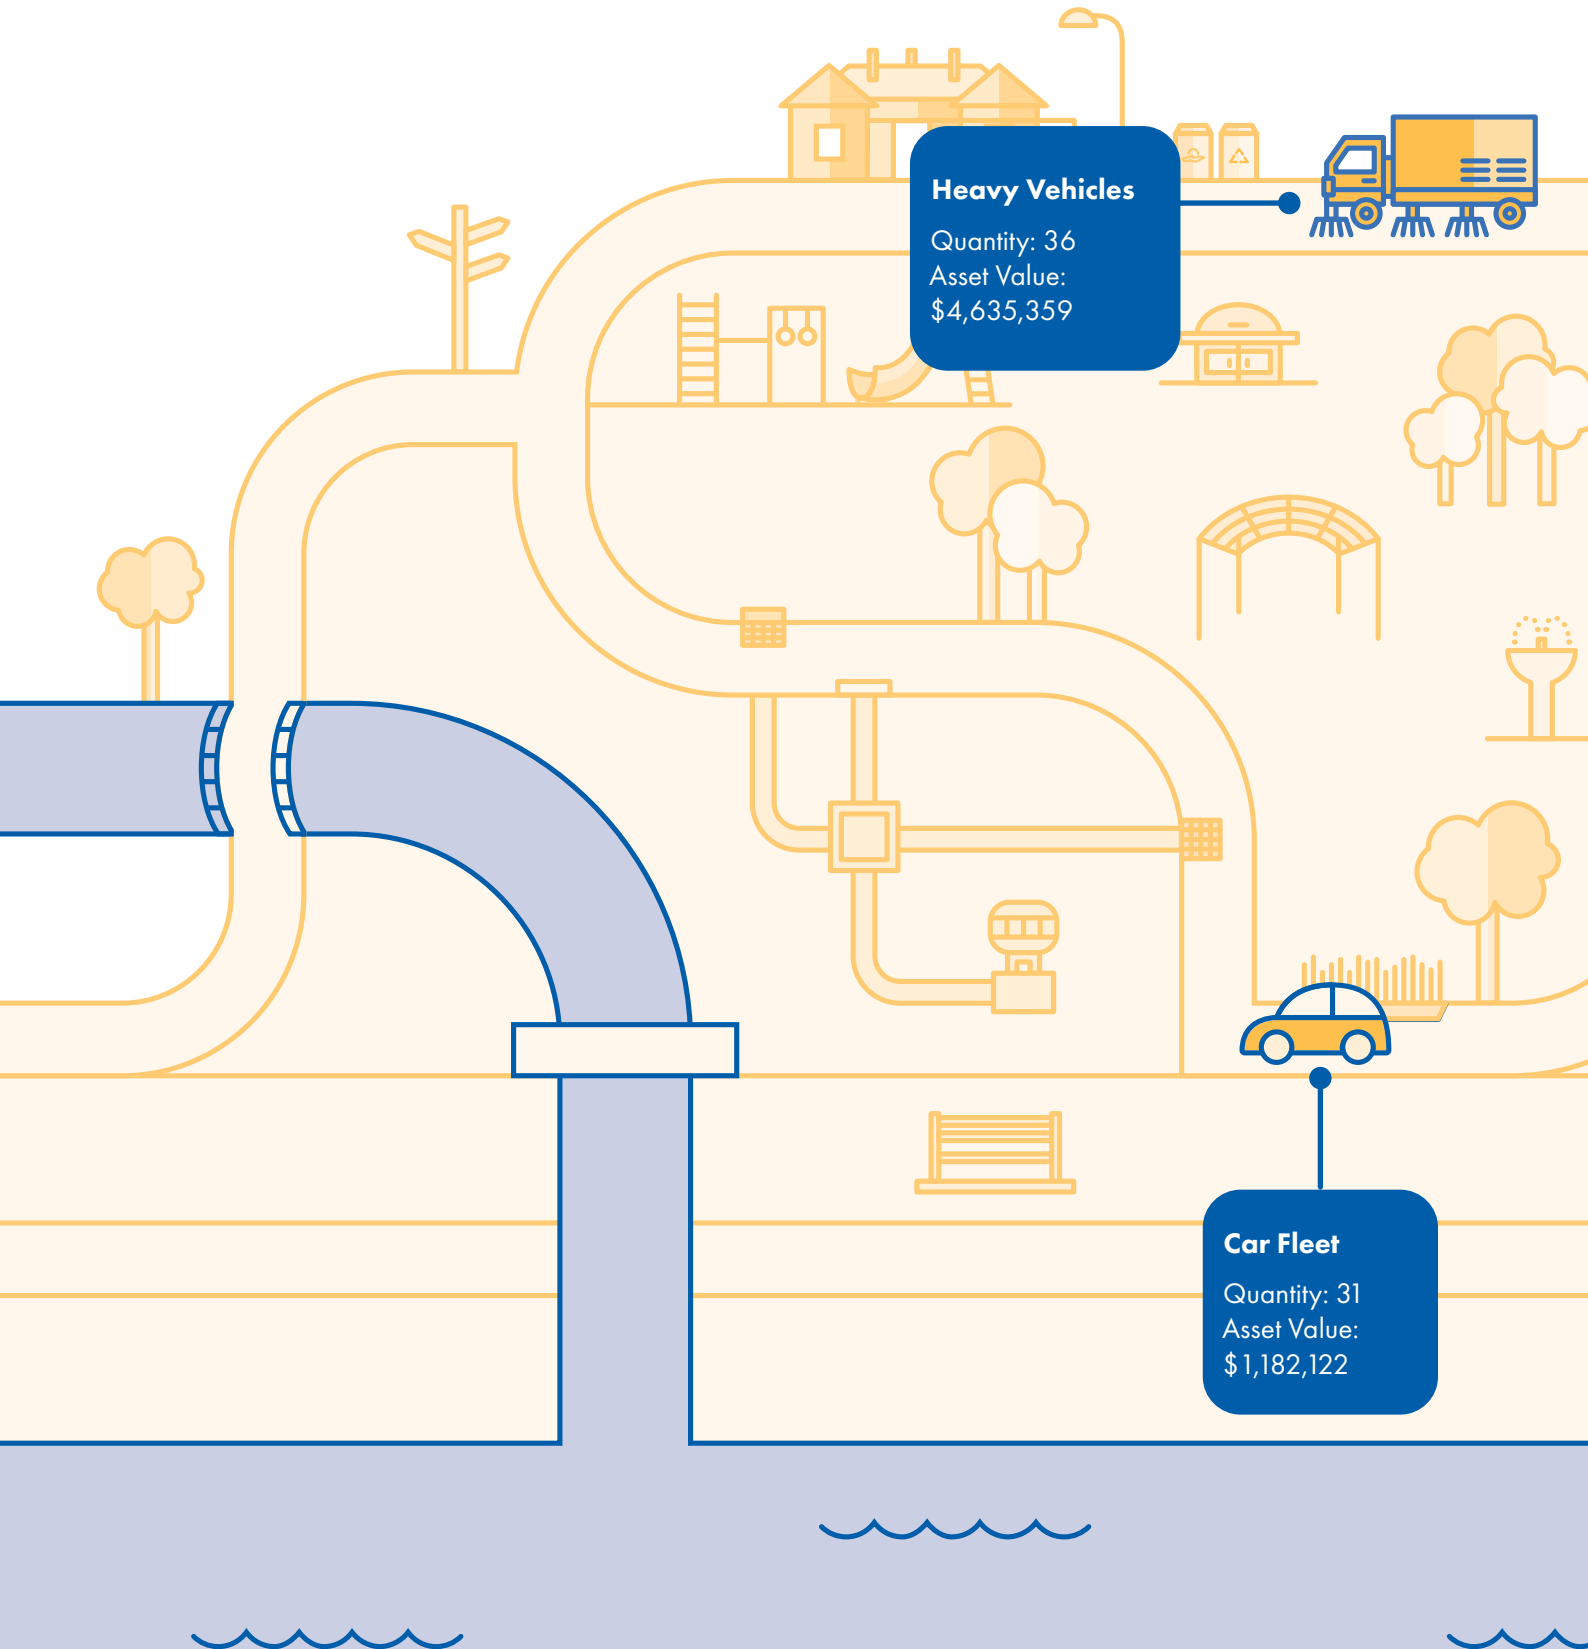 Heavy Vehicles
Quantity: 36
Asset Value:
$4,635,359
Car Fleet
Quantity: 31
Asset Value:
$1,182,122